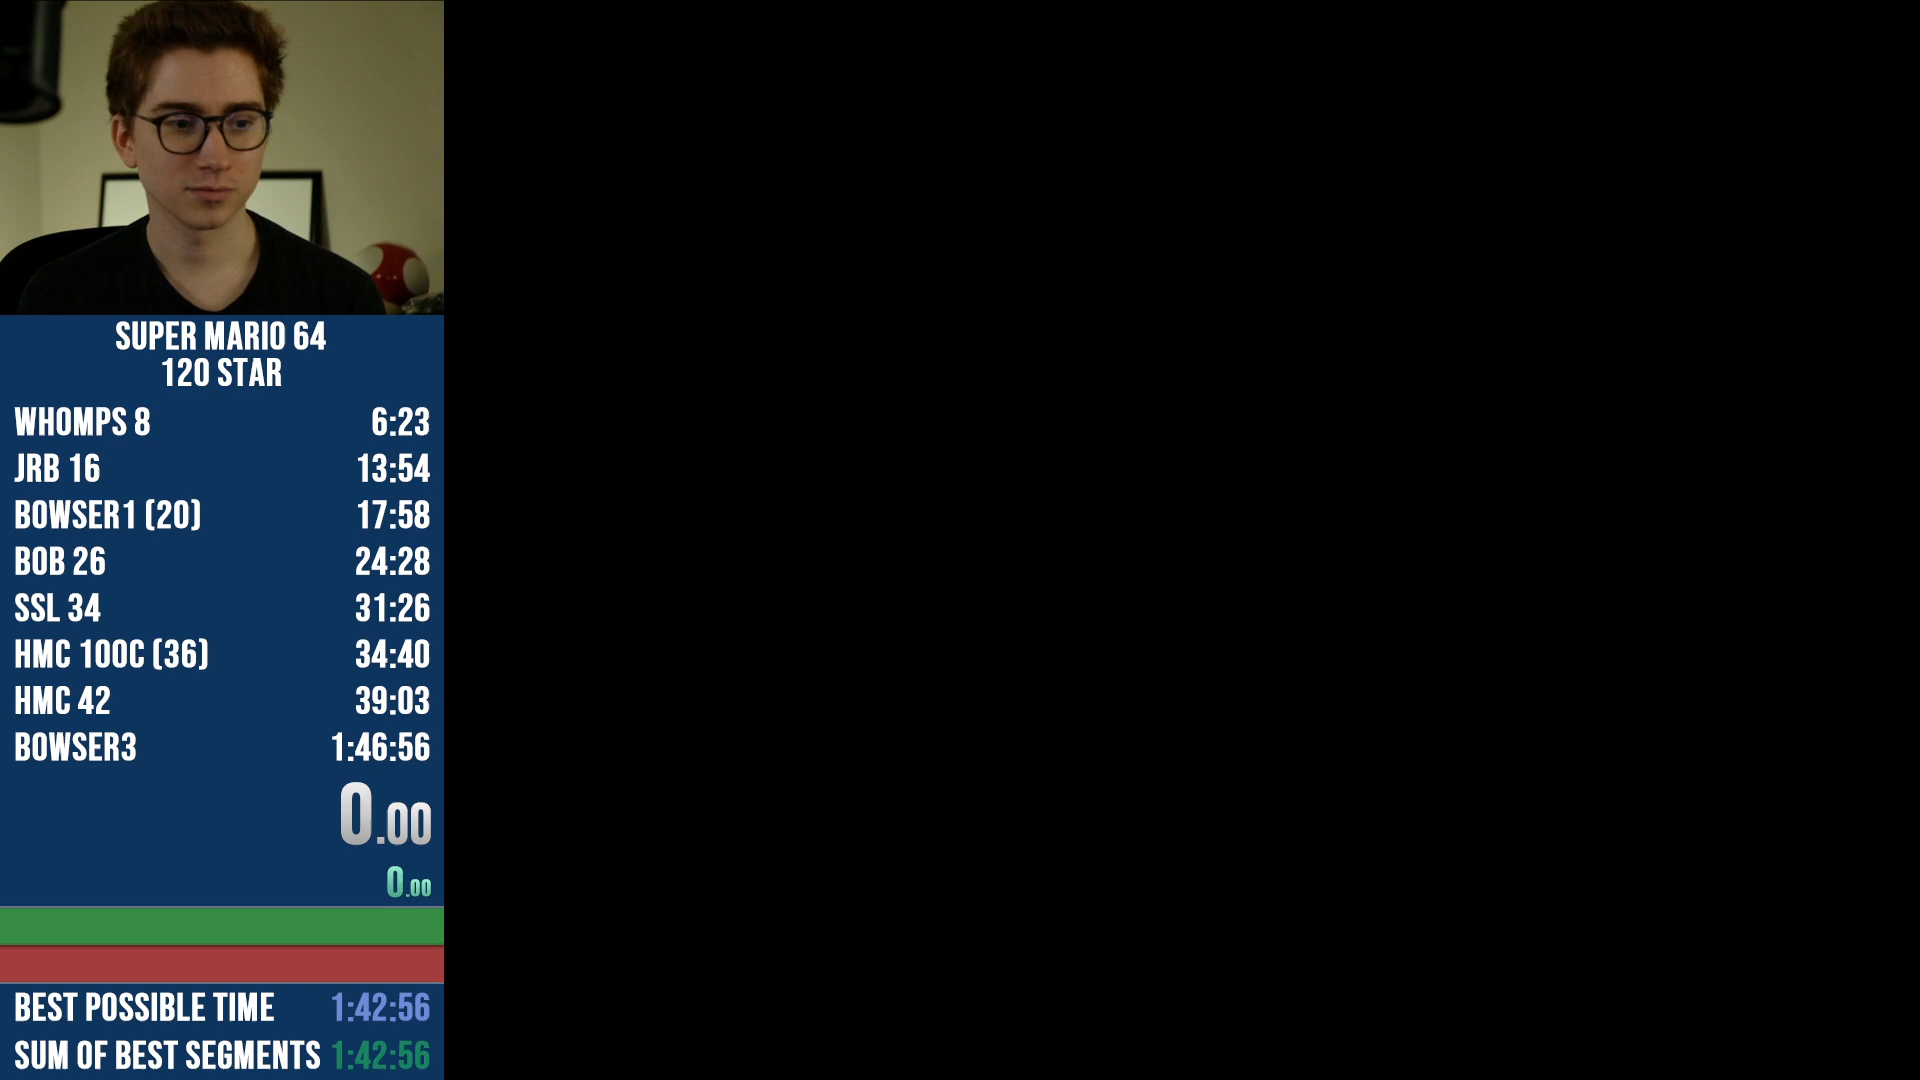 SUPER MARIO 64
120 STAR
WHOMPS 8 6:23
JRB 16 13:54
BOWSER1 (20) 17:58
BOB 26 24:28
SSL 34 31:26
HMC 100C (36) 34:40
HMC 42 39:03
BOWSER3 1:46:56
0.00
0.00
BEST POSSIBLE TIME 1:42:56
SUM OF BEST SEGMENTS 1:42:56